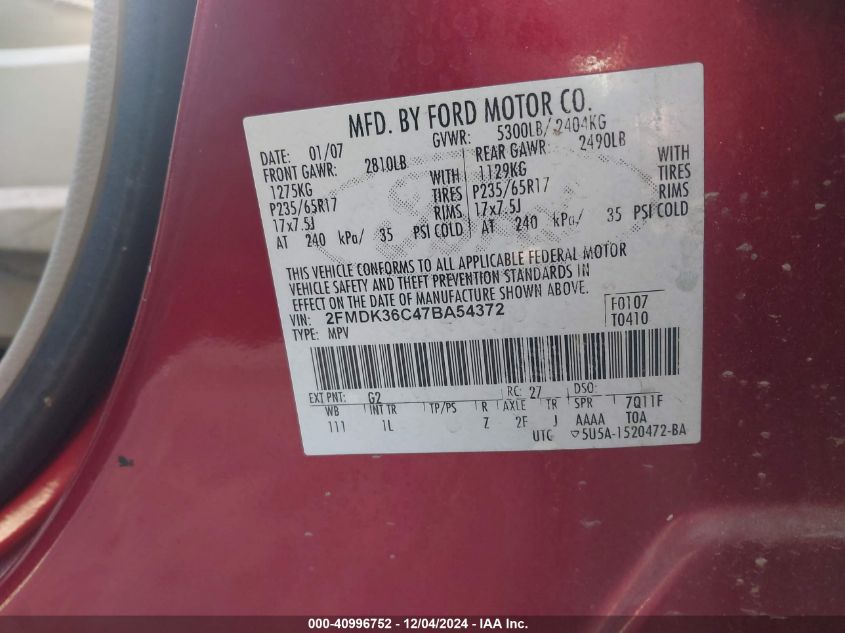 MFD. BY FORD MOTOR CO.
DATE: 01/07 GVWR: 5300LB/ 2404KG
FRONT GAWR: 2810LB REAR GAWR: 2490LB
1275KG WITH 1129KG WITH
P235/65R17 TIRES P235/65R17 TIRES
17x7.5J RIMS 17x7.5J RIMS
AT 240 kPa/ 35 PSI COLD AT 240 kPa/ 35 PSI COLD
THIS VEHICLE CONFORMS TO ALL APPLICABLE FEDERAL MOTOR
VEHICLE SAFETY AND THEFT PREVENTION STANDARDS IN
EFFECT ON THE DATE OF MANUFACTURE SHOWN ABOVE.
VIN: 2FMDK36C47BA54372 F0107
TYPE: MPV T0410
EXT PNT: G2 RC: 27 DSO:
WB INT TR TP/PS R AXLE TR SPR 7Q11F
111 1L Z 2F J AAAA TOA
UTC ▽5U5A-1520472-BA
000-40996752 - 12/04/2024 - IAA, Inc.